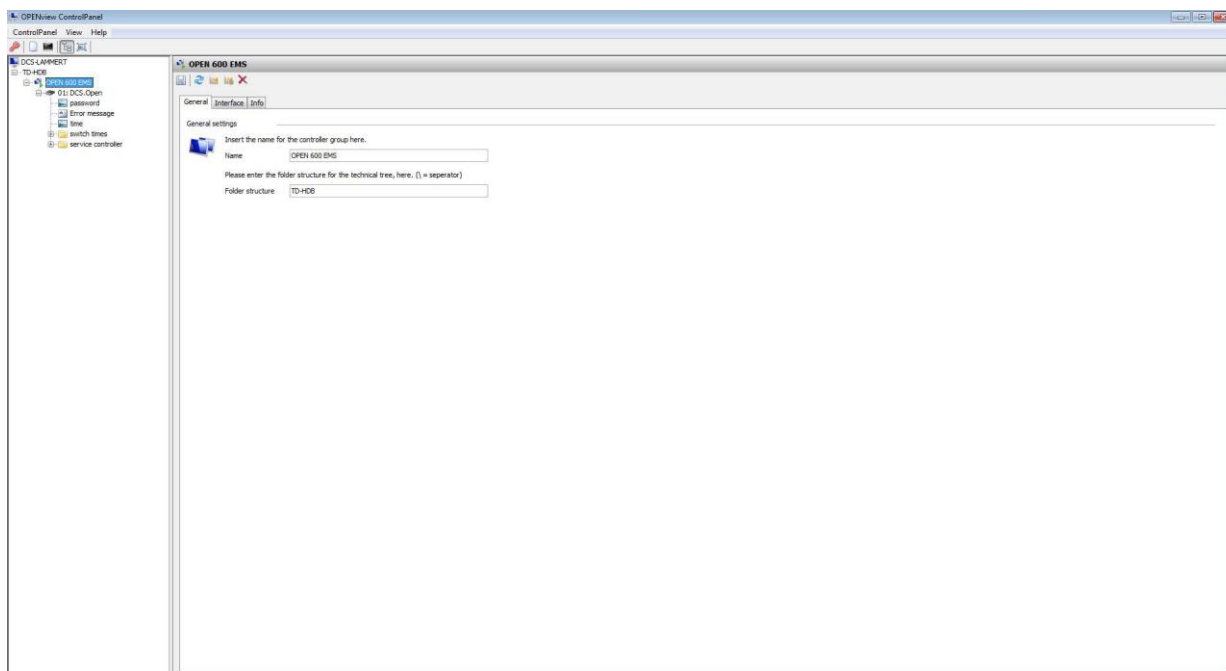 OPENview ControlPanel
ControlPanel View Help
DCS-LAMMERT
TD-HDB
OPEN 600 EMS
01: DCS.Open
password
Error message
time
switch times
service controller
OPEN 600 EMS
General Interface Info
General settings
Insert the name for the controller group here.
Name OPEN 600 EMS
Please enter the folder structure for the technical tree, here. (\ = seperator)
Folder structure TD-HDB